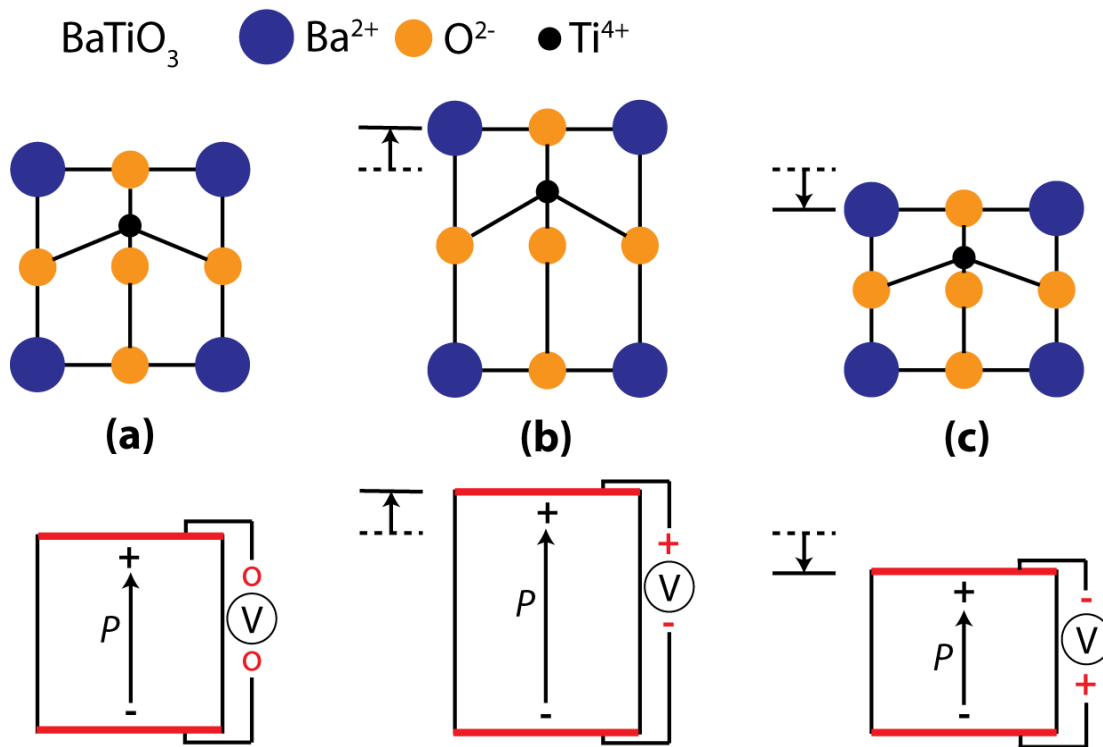 BaTiO₃ Ba²⁺ O²⁻ Ti⁴⁺
(a) (b) (c)
+ P - o V o
+ P - + V -
+ P - - V +